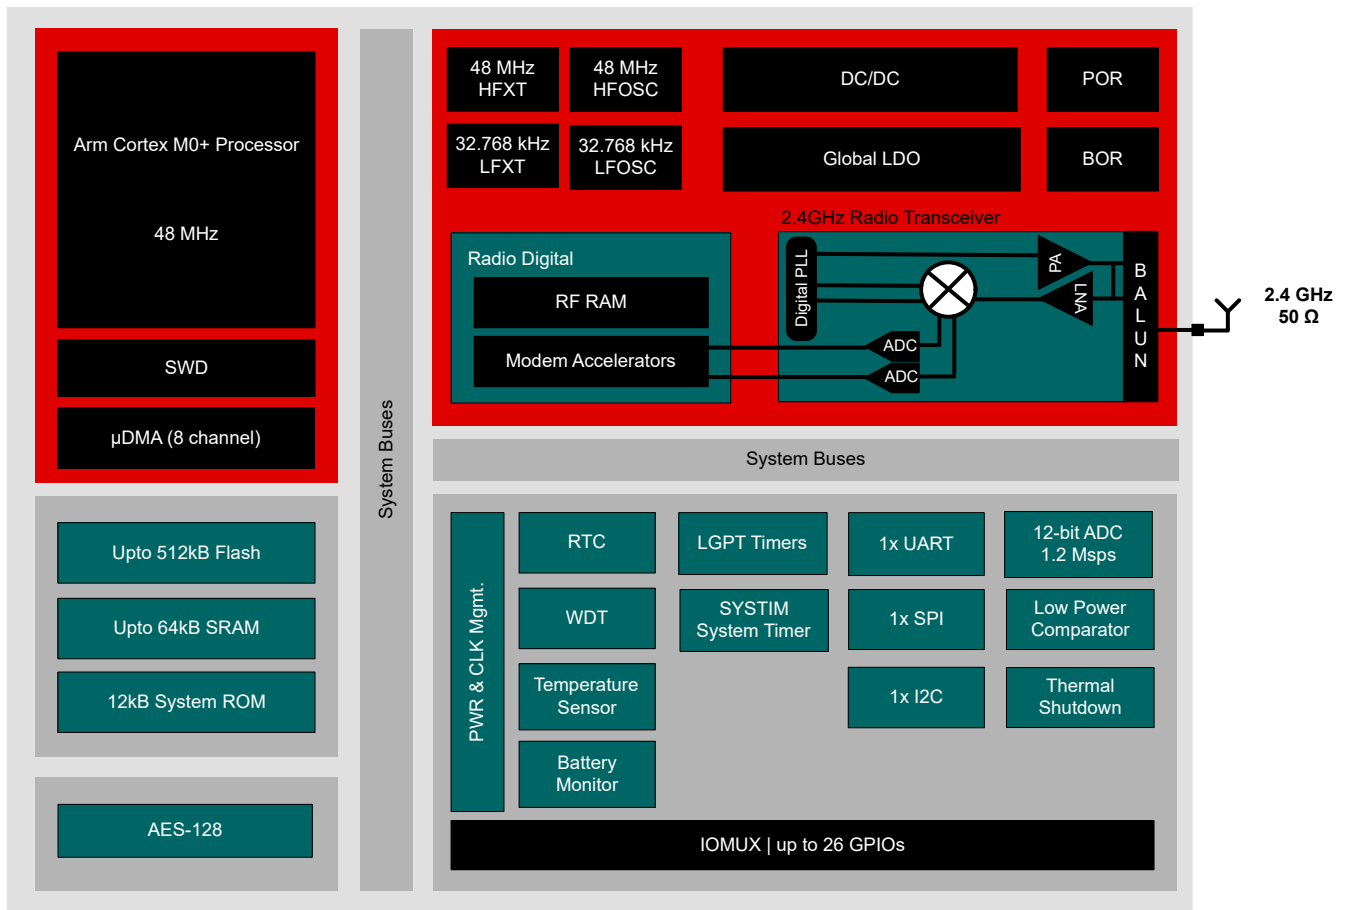 Arm Cortex M0+ Processor
48 MHz
SWD
µDMA (8 channel)
Upto 512kB Flash
Upto 64kB SRAM
12kB System ROM
AES-128
System Buses
48 MHz
HFXT
48 MHz
HFOSC
32.768 kHz
LFXT
32.768 kHz
LFOSC
DC/DC
Global LDO
POR
BOR
Radio Digital
RF RAM
Modem Accelerators
2.4GHz Radio Transceiver
Digital PLL
ADC
ADC
PA
LNA
BALUN
2.4 GHz
50 Ω
System Buses
PWR & CLK Mgmt.
RTC
WDT
Temperature
Sensor
Battery
Monitor
LGPT Timers
SYSTIM
System Timer
1x UART
1x SPI
1x I2C
12-bit ADC
1.2 Msps
Low Power
Comparator
Thermal
Shutdown
IOMUX | up to 26 GPIOs